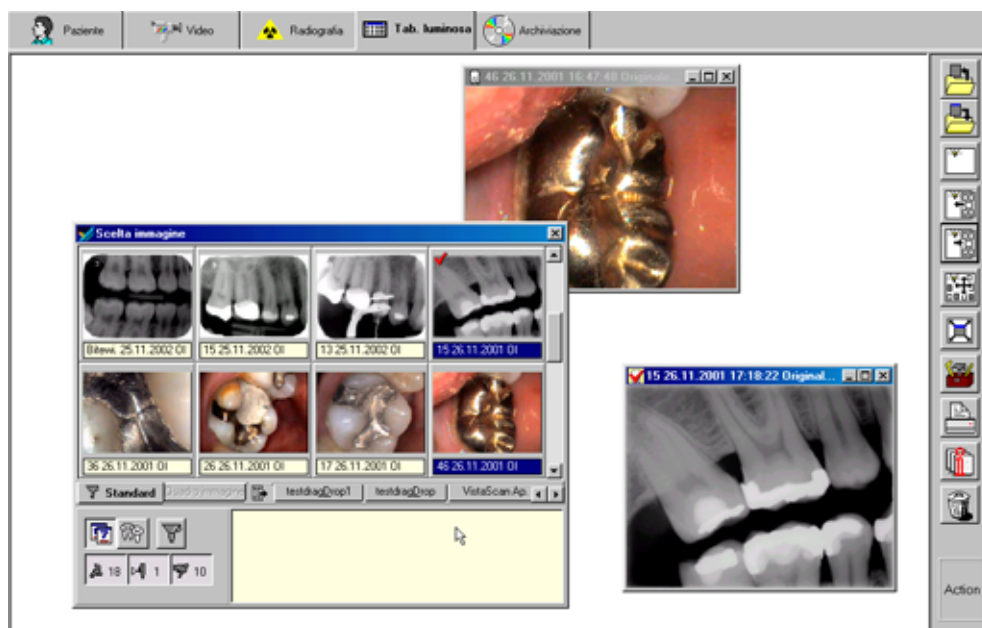 Paziente
Video
Radiografia
Tab. luminosa
Archiviazione
46 26.11.2001 16:47:48 Originale...
Scelta immagine
Bitewi. 25.11.2002 OI
15 25.11.2002 OI
13 25.11.2002 OI
15 26.11.2001 OI
36 26.11.2001 OI
26 26.11.2001 OI
17 26.11.2001 OI
46 26.11.2001 OI
Standard
testdragDrop1
testdragDrop
VistaScan Ap.
18
1
10
15 26.11.2001 17:18:22 Original...
Action